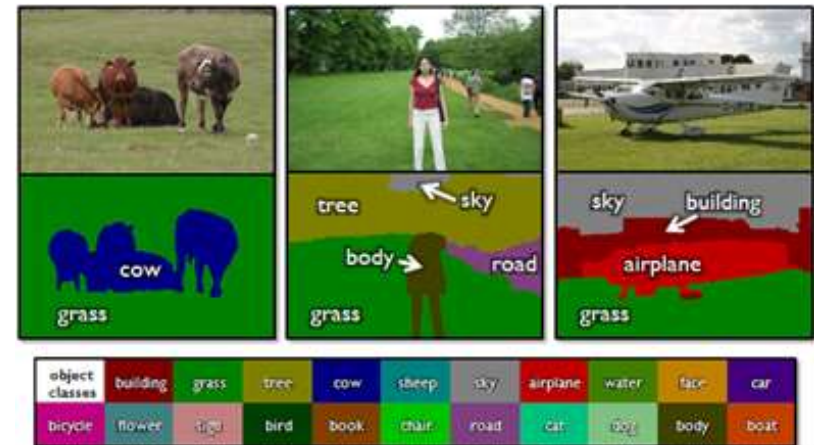 tree
sky
body
road
grass
cow
grass
sky
building
airplane
grass
object classes
building
grass
tree
cow
sheep
sky
airplane
water
face
car
bicycle
flower
sign
bird
book
chair
road
cat
dog
body
boat